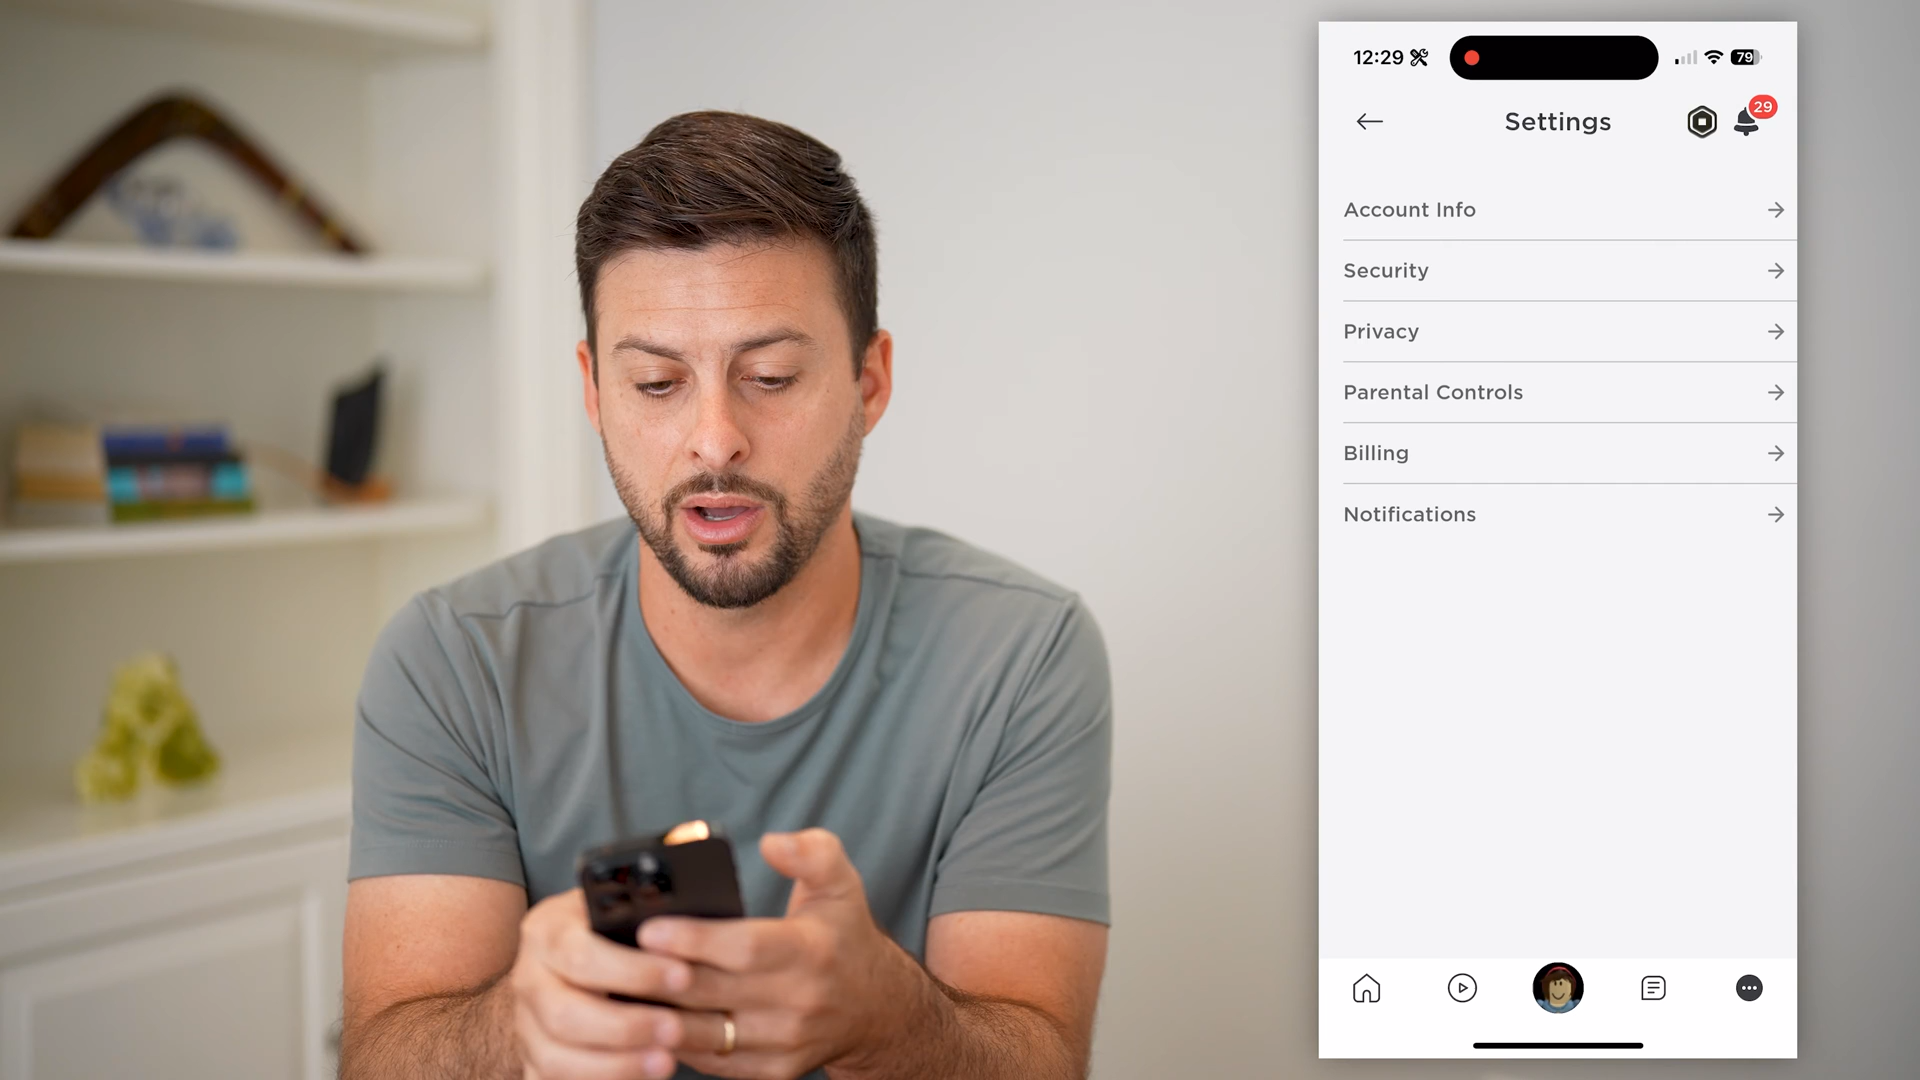 12:29
79
Settings
29
Account Info
Security
Privacy
Parental Controls
Billing
Notifications